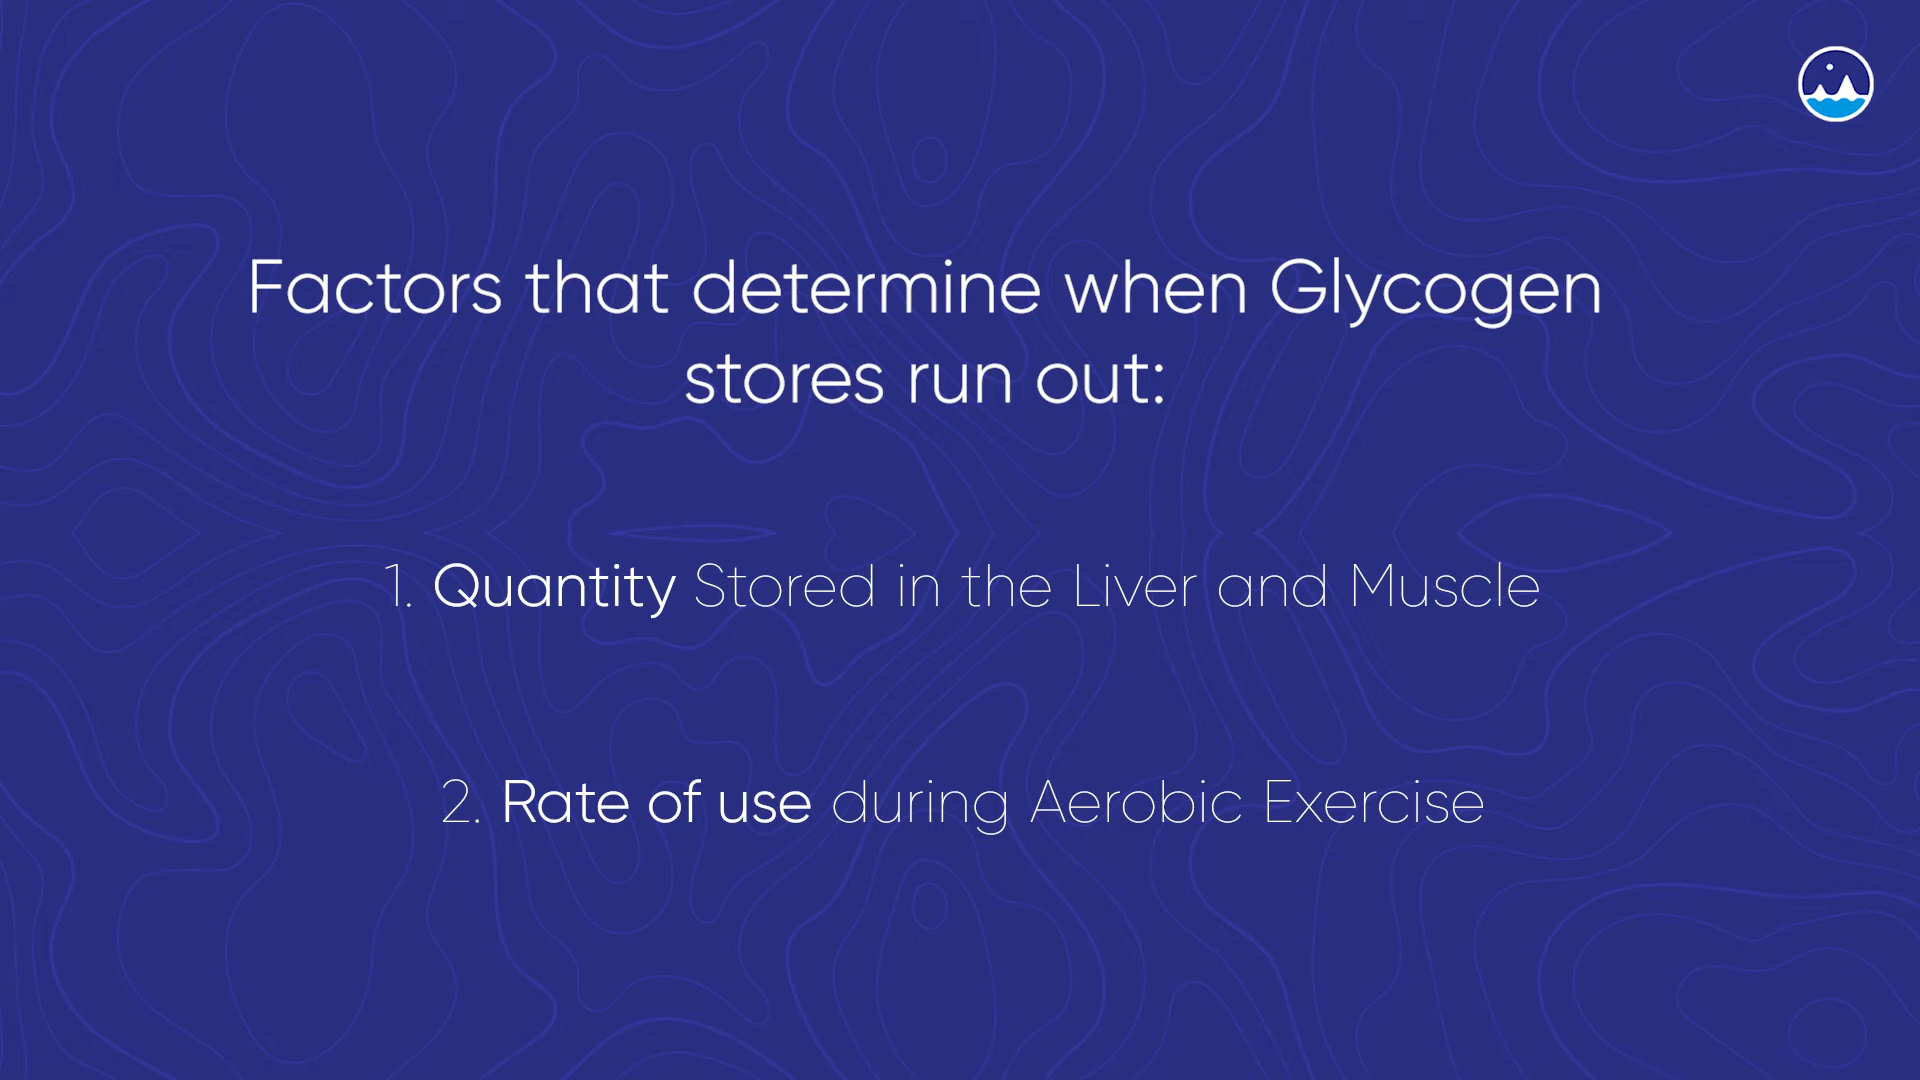 Factors that determine when Glycogen
stores run out:
1. Quantity Stored in the Liver and Muscle
2. Rate of use during Aerobic Exercise